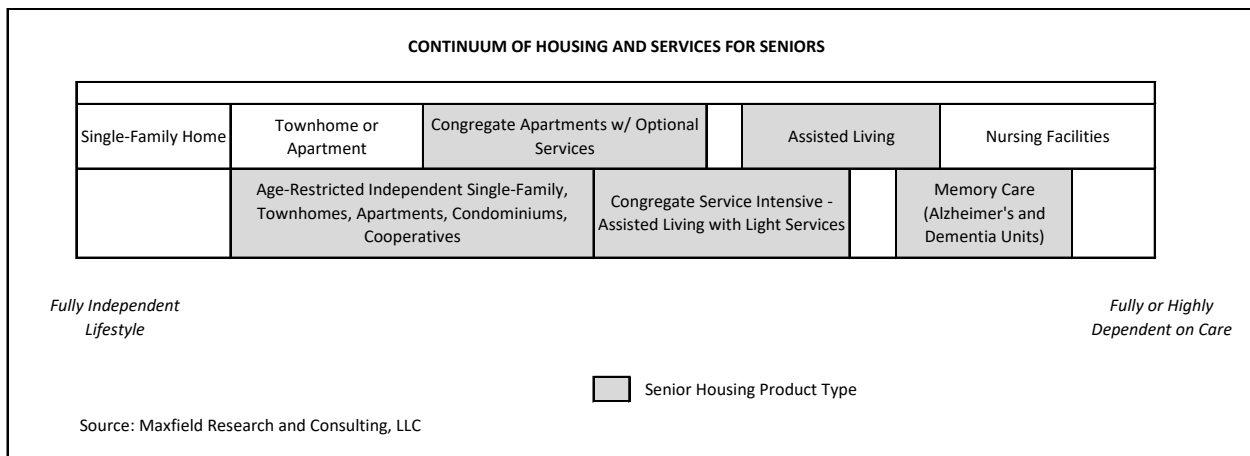 CONTINUUM OF HOUSING AND SERVICES FOR SENIORS
Single-Family Home
Townhome or
Apartment
Congregate Apartments w/ Optional
Services
Assisted Living
Nursing Facilities
Age-Restricted Independent Single-Family,
Townhomes, Apartments, Condominiums,
Cooperatives
Congregate Service Intensive -
Assisted Living with Light Services
Memory Care
(Alzheimer's and
Dementia Units)
Fully Independent
Lifestyle
Fully or Highly
Dependent on Care
Senior Housing Product Type
Source: Maxfield Research and Consulting, LLC